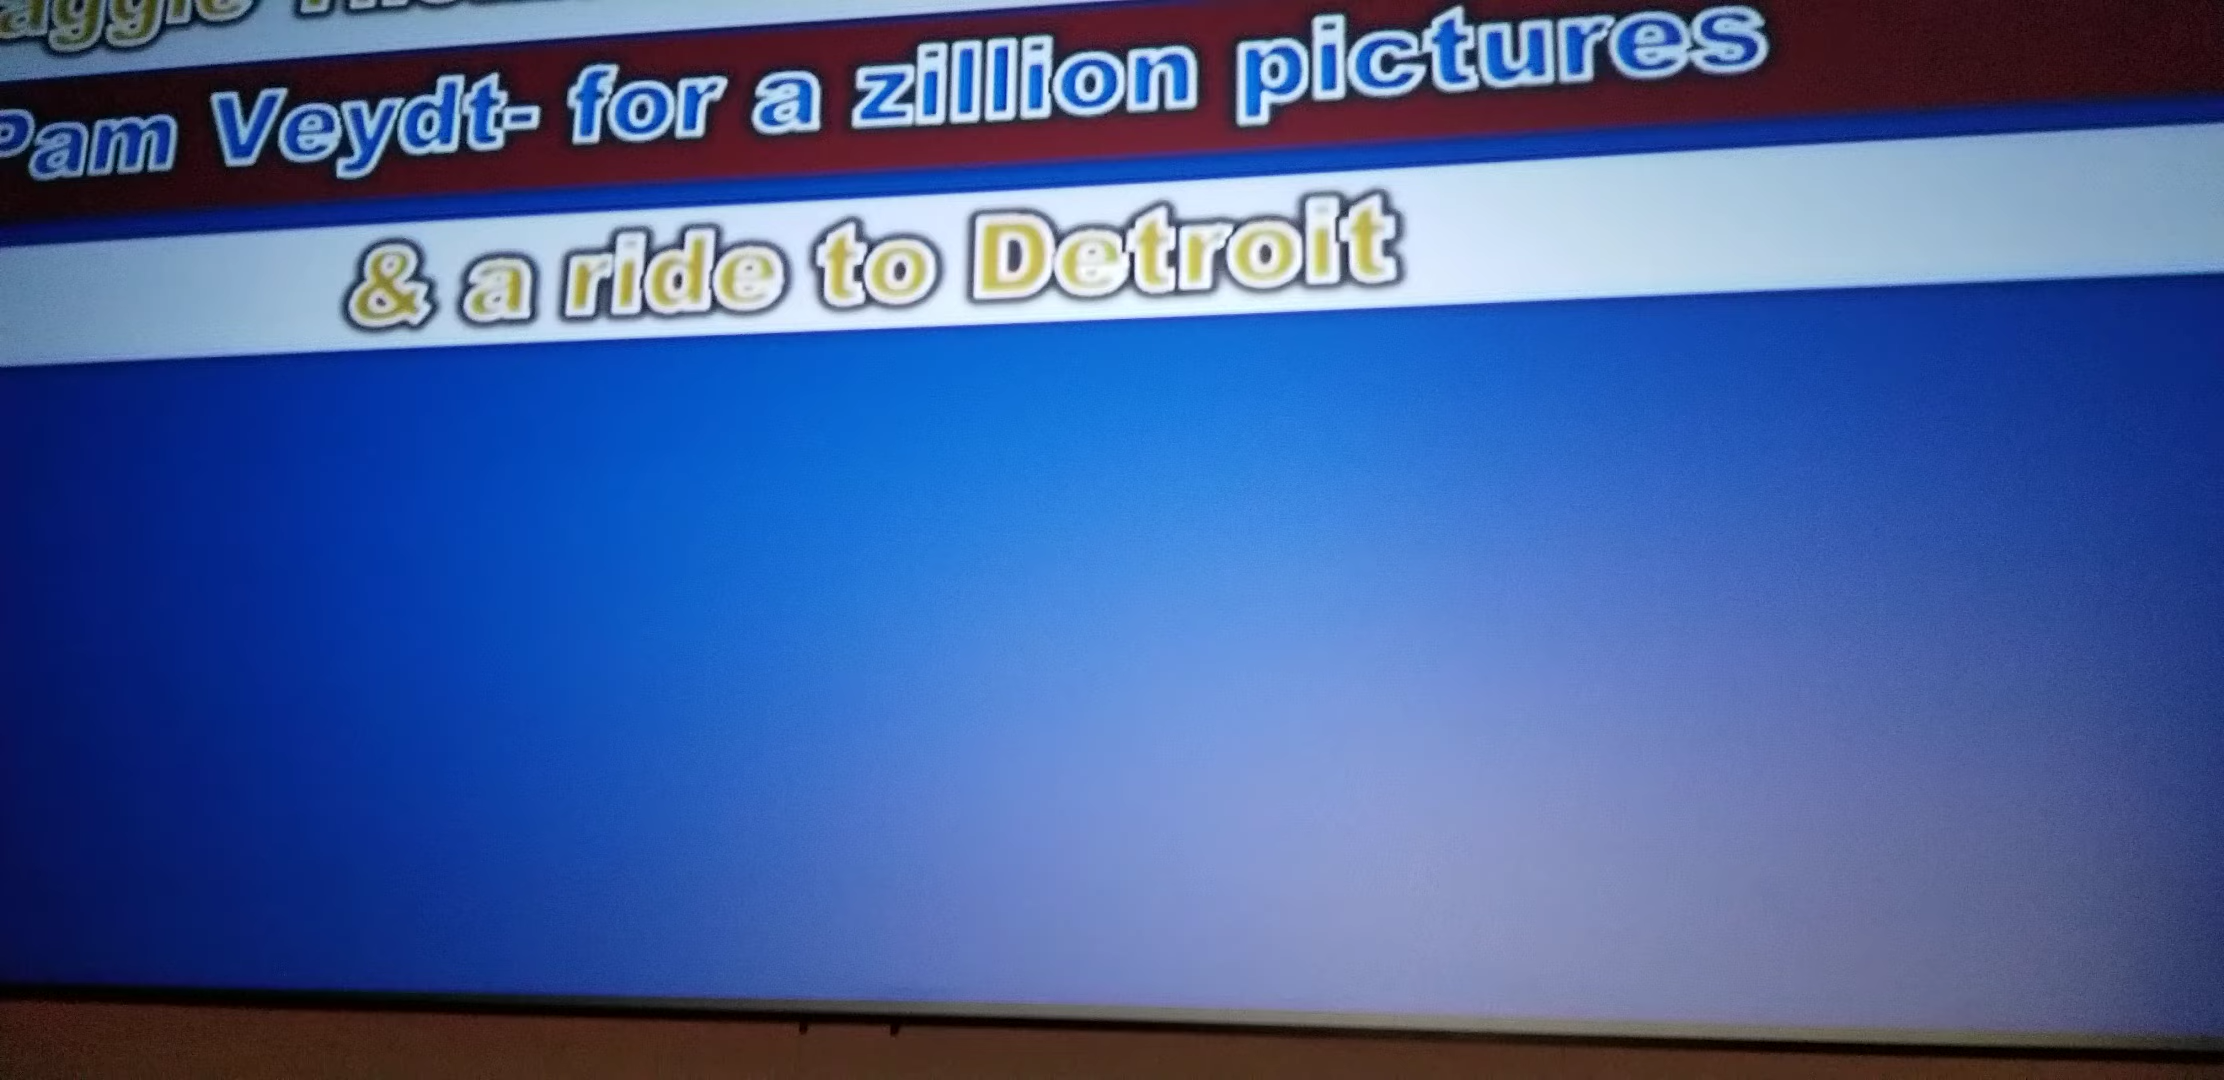 Pam Veydt- for a zillion pictures
& a ride to Detroit